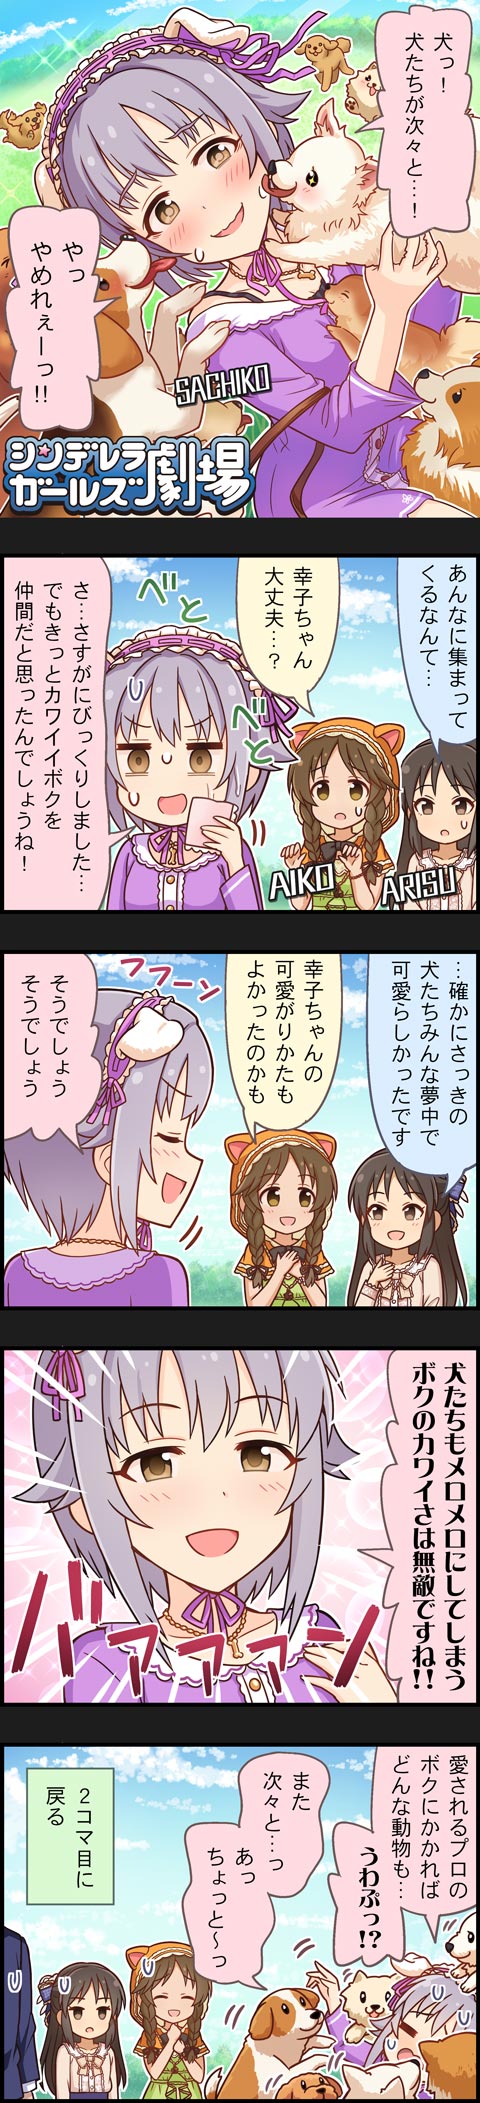 犬っ！
犬たちが次々と…！
やっ
やめれぇーっ!!
SACHIKO
シンデレラ
ガールズ劇場
あんなに集まって
くるなんて…
幸子ちゃん
大丈夫…？
べと
べと
さ…さすがにびっくりしました…
でもきっとカワイイボクを
仲間だと思ったんでしょうね！
AIKO
ARISU
…確かにさっきの
犬たちみんな夢中で
可愛らしかったです
幸子ちゃんの
可愛がりかたも
よかったのかも
フフーン
そうでしょう
そうでしょう
犬たちもメロメロにしてしまう
ボクのカワイさは無敵ですね!!
バァァァン
愛されるプロの
ボクにかかれば
どんな動物も…
うわぷっ!?
また
次々と…っ
あっ
ちょっと～っ
2コマ目に
戻る